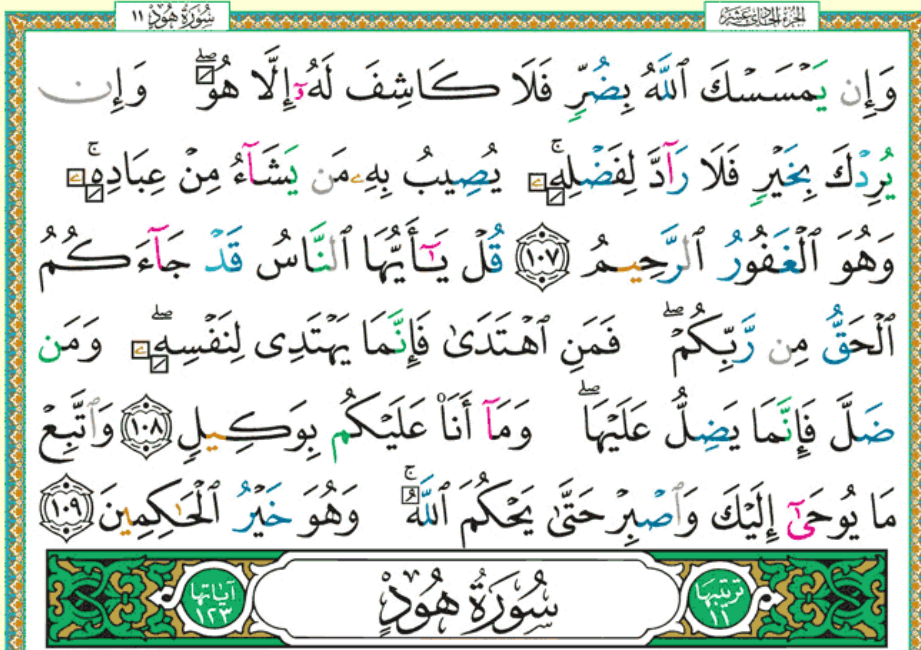 الجزء الحادي عشر
سُورَةُ هُودٍ ١١
وَإِن يَمْسَسْكَ ٱللَّهُ بِضُرٍّ فَلَا كَاشِفَ لَهُۥٓ إِلَّا هُوَ ۖ وَإِن
يُرِدْكَ بِخَيْرٍ فَلَا رَآدَّ لِفَضْلِهِۦ ۚ يُصِيبُ بِهِۦ مَن يَشَآءُ مِنْ عِبَادِهِۦ ۚ
وَهُوَ ٱلْغَفُورُ ٱلرَّحِيمُ ١٠٧ قُلْ يَـٰٓأَيُّهَا ٱلنَّاسُ قَدْ جَآءَكُمُ
ٱلْحَقُّ مِن رَّبِّكُمْ ۖ فَمَنِ ٱهْتَدَىٰ فَإِنَّمَا يَهْتَدِى لِنَفْسِهِۦ ۖ وَمَن
ضَلَّ فَإِنَّمَا يَضِلُّ عَلَيْهَا ۖ وَمَآ أَنَا۠ عَلَيْكُم بِوَكِيلٍ ١٠٨ وَٱتَّبِعْ
مَا يُوحَىٰٓ إِلَيْكَ وَٱصْبِرْ حَتَّىٰ يَحْكُمَ ٱللَّهُ ۚ وَهُوَ خَيْرُ ٱلْحَـٰكِمِينَ ١٠٩
ترتيبها ١١
سُورَةُ هُودٍ
آياتها ١٢٣